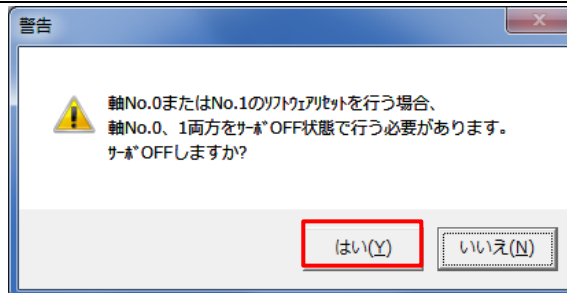 警告
軸No.0またはNo.1のｿﾌﾄｳｪｱﾘｾｯﾄを行う場合、
軸No.0、1両方をｻｰﾎﾞOFF状態で行う必要があります。
ｻｰﾎﾞOFFしますか?
はい(Y)
いいえ(N)